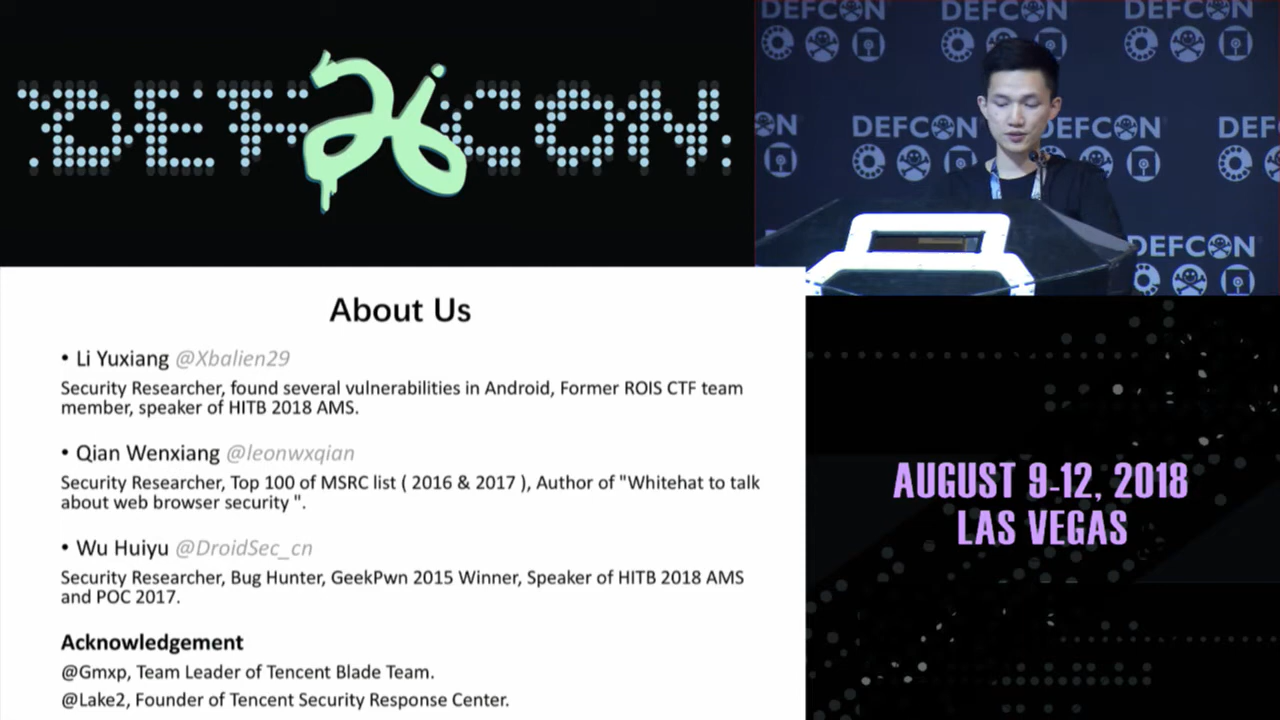 DEF 26 CON
DEFCON DEFCON DEFCON
DEFCON DEFCON DEF
DEFCON
About Us
• Li Yuxiang @Xbalien29
Security Researcher, found several vulnerabilities in Android, Former ROIS CTF team
member, speaker of HITB 2018 AMS.
• Qian Wenxiang @leonwxqian
Security Researcher, Top 100 of MSRC list ( 2016 & 2017 ), Author of "Whitehat to talk
about web browser security ".
• Wu Huiyu @DroidSec_cn
Security Researcher, Bug Hunter, GeekPwn 2015 Winner, Speaker of HITB 2018 AMS
and POC 2017.
Acknowledgement
@Gmxp, Team Leader of Tencent Blade Team.
@Lake2, Founder of Tencent Security Response Center.
AUGUST 9-12, 2018
LAS VEGAS